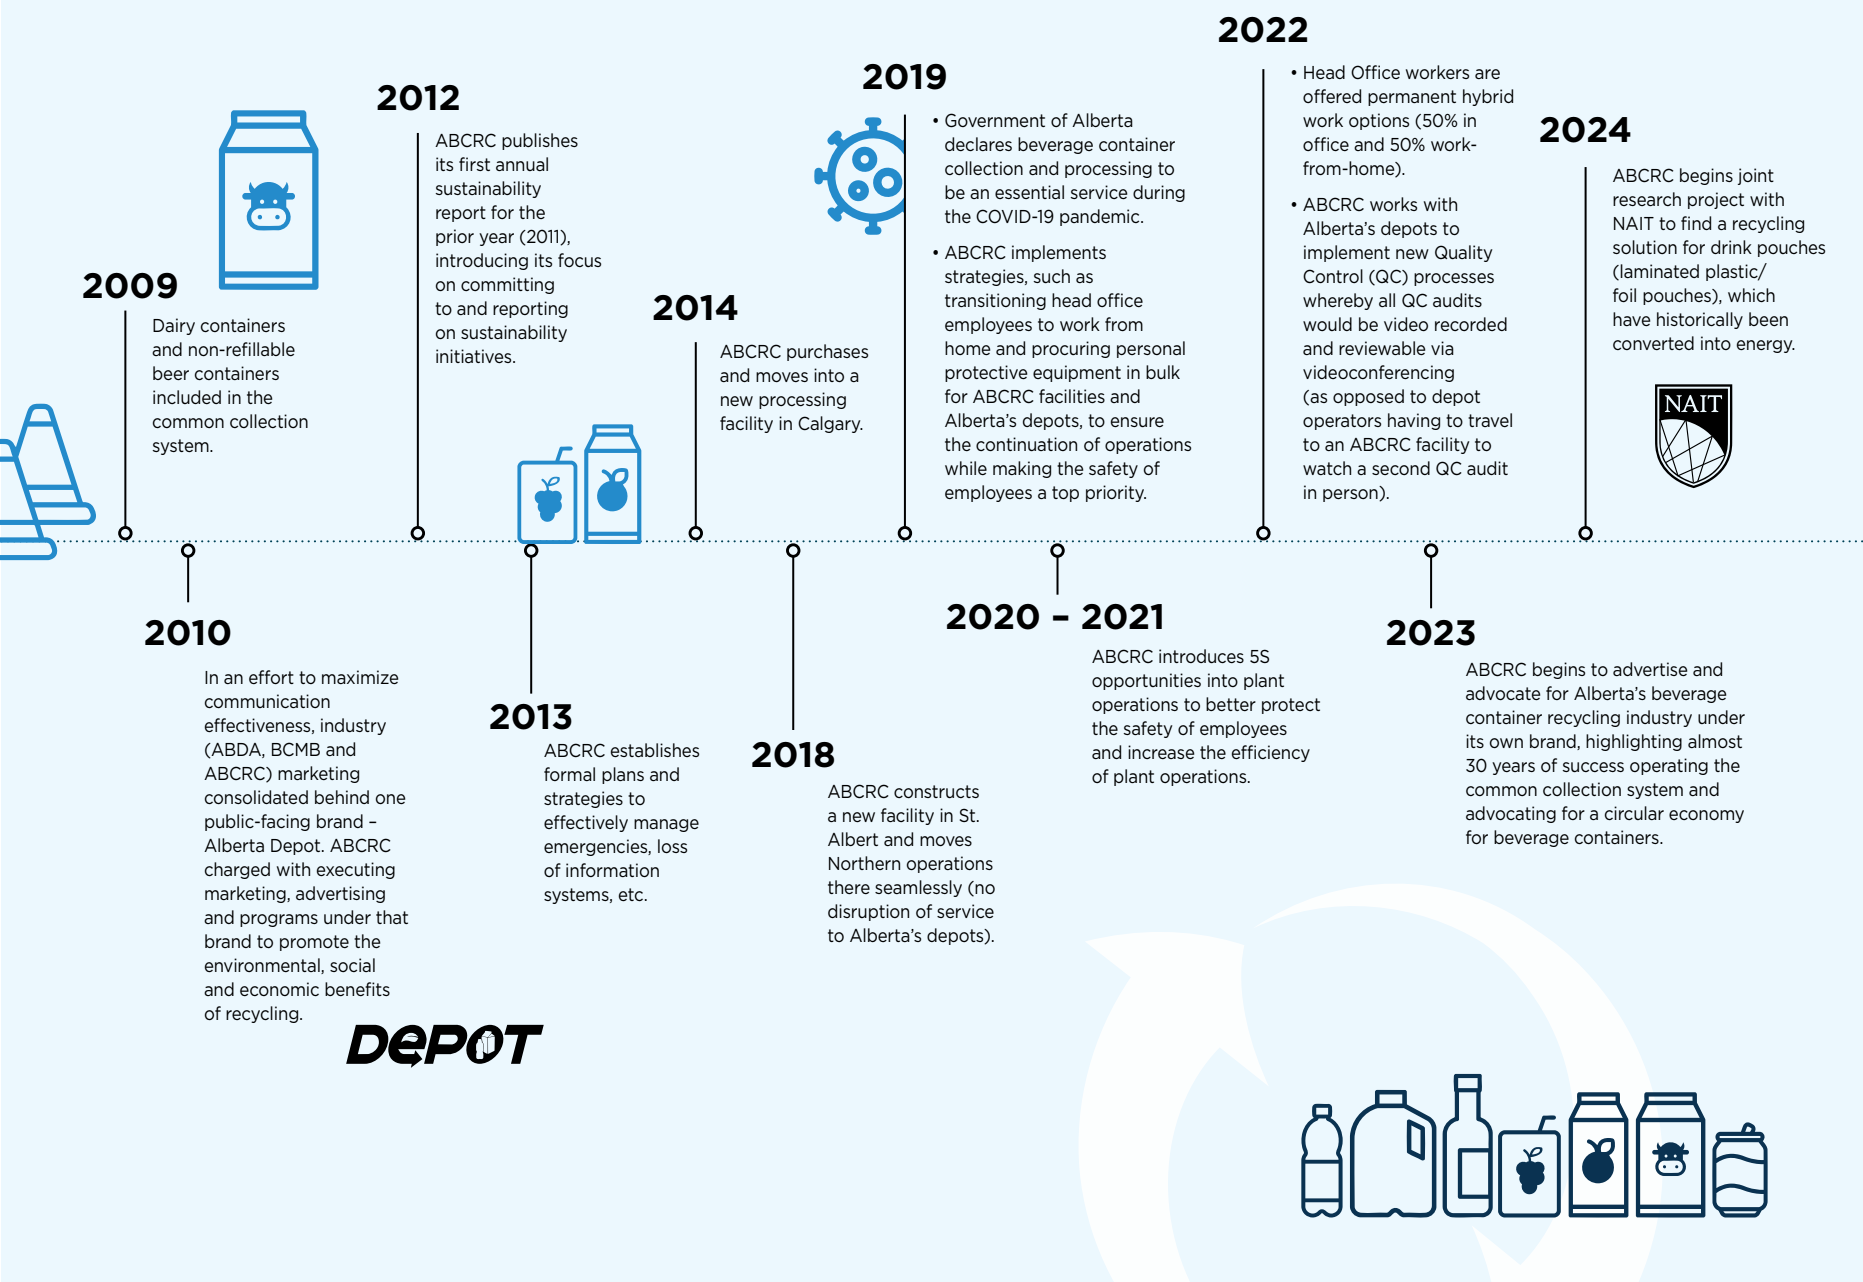 2009
Dairy containers
and non-refillable
beer containers
included in the
common collection
system.
2010
In an effort to maximize
communication
effectiveness, industry
(ABDA, BCMB and
ABCRC) marketing
consolidated behind one
public-facing brand –
Alberta Depot. ABCRC
charged with executing
marketing, advertising
and programs under that
brand to promote the
environmental, social
and economic benefits
of recycling.
DePOT
2012
ABCRC publishes
its first annual
sustainability
report for the
prior year (2011),
introducing its focus
on committing
to and reporting
on sustainability
initiatives.
2013
ABCRC establishes
formal plans and
strategies to
effectively manage
emergencies, loss
of information
systems, etc.
2014
ABCRC purchases
and moves into a
new processing
facility in Calgary.
2018
ABCRC constructs
a new facility in St.
Albert and moves
Northern operations
there seamlessly (no
disruption of service
to Alberta’s depots).
2019
• Government of Alberta
declares beverage container
collection and processing to
be an essential service during
the COVID-19 pandemic.
• ABCRC implements
strategies, such as
transitioning head office
employees to work from
home and procuring personal
protective equipment in bulk
for ABCRC facilities and
Alberta’s depots, to ensure
the continuation of operations
while making the safety of
employees a top priority.
2020 – 2021
ABCRC introduces 5S
opportunities into plant
operations to better protect
the safety of employees
and increase the efficiency
of plant operations.
2022
• Head Office workers are
offered permanent hybrid
work options (50% in
office and 50% work-
from-home).
• ABCRC works with
Alberta’s depots to
implement new Quality
Control (QC) processes
whereby all QC audits
would be video recorded
and reviewable via
videoconferencing
(as opposed to depot
operators having to travel
to an ABCRC facility to
watch a second QC audit
in person).
2023
ABCRC begins to advertise and
advocate for Alberta’s beverage
container recycling industry under
its own brand, highlighting almost
30 years of success operating the
common collection system and
advocating for a circular economy
for beverage containers.
2024
ABCRC begins joint
research project with
NAIT to find a recycling
solution for drink pouches
(laminated plastic/
foil pouches), which
have historically been
converted into energy.
NAIT